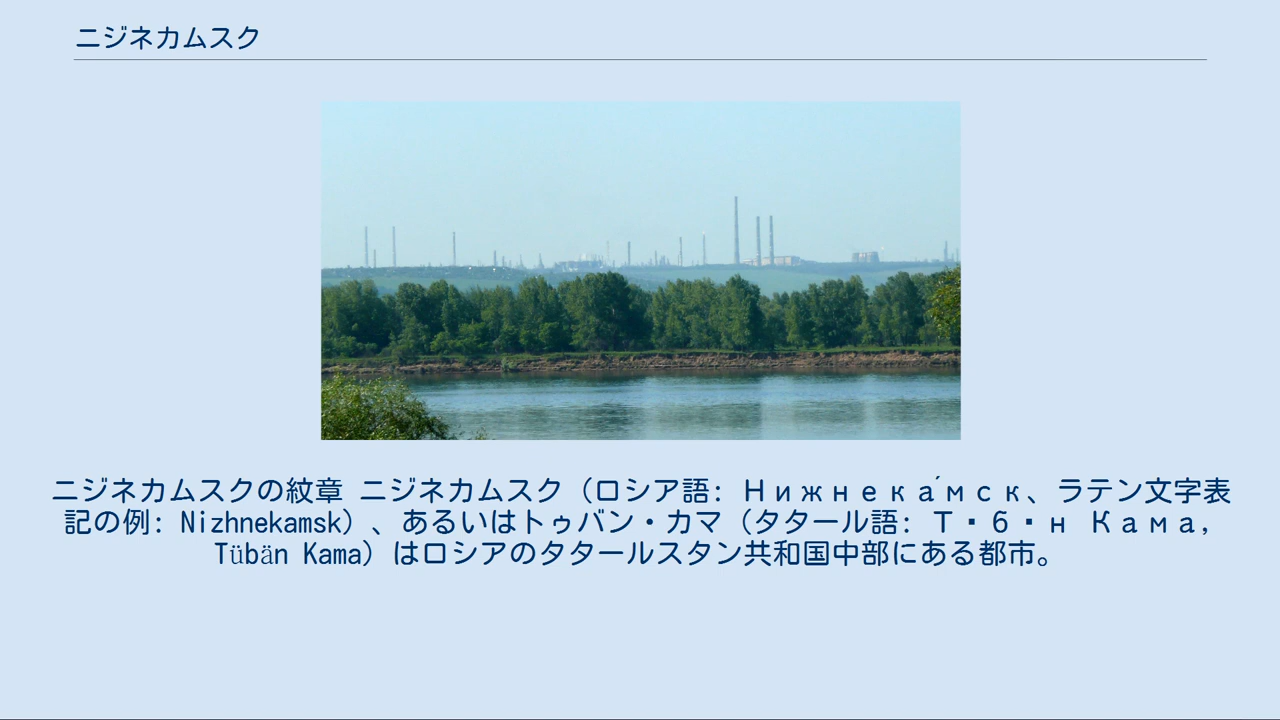 ニジネカムスク
ニジネカムスクの紋章 ニジネカムスク（ロシア語: Нижнека́мск、ラテン文字表
記の例: Nizhnekamsk）、あるいはトゥバン・カマ（タタール語: Т▪б▪н Кама,
Tübän Kama）はロシアのタタールスタン共和国中部にある都市。